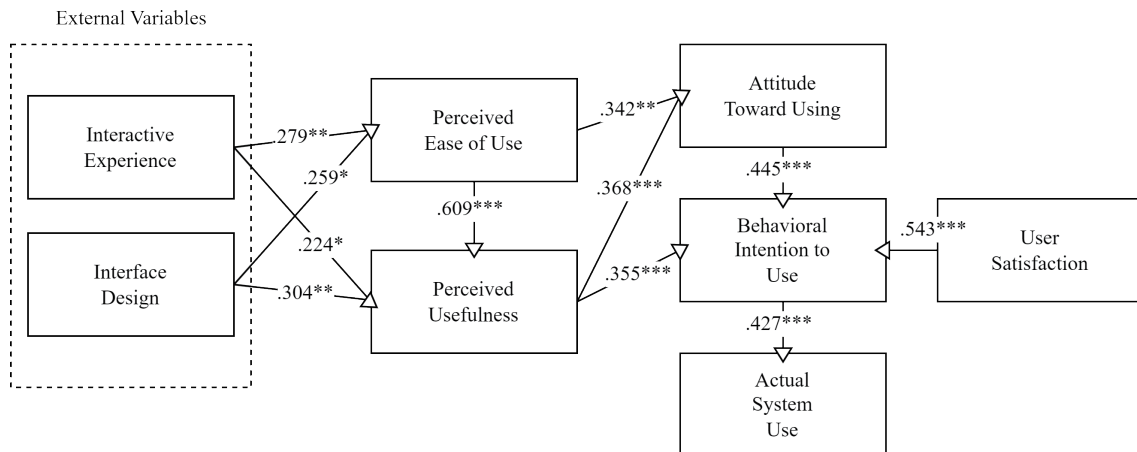 External Variables
Interactive
Experience
Interface
Design
.279**
.259*
.224*
.304**
Perceived
Ease of Use
.609***
Perceived
Usefulness
.342**
.368***
.355***
Attitude
Toward Using
.445***
Behavioral
Intention to
Use
.427***
Actual
System
Use
.543***
User
Satisfaction